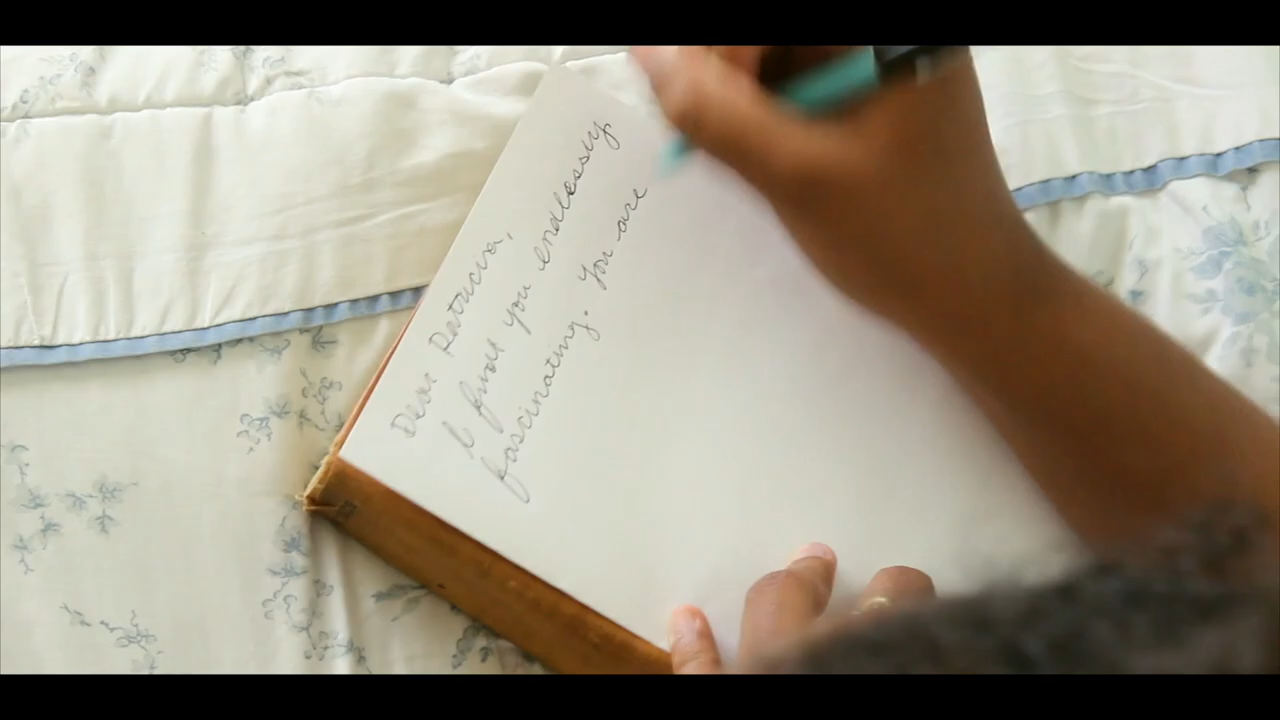 Dear Patricia,
I find you endlessly
fascinating. You are